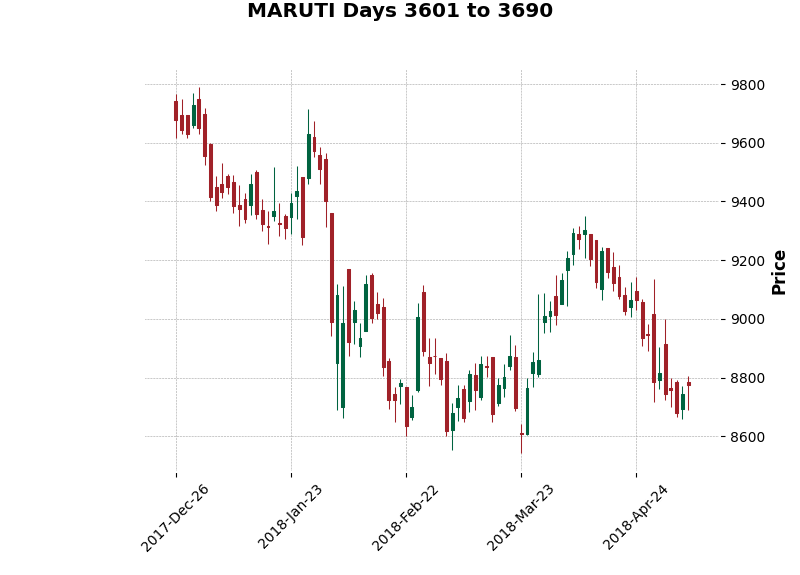 MARUTI Days 3601 to 3690
9800
9600
9400
9200
9000
8800
8600
Price
2017-Dec-26
2018-Jan-23
2018-Feb-22
2018-Mar-23
2018-Apr-24